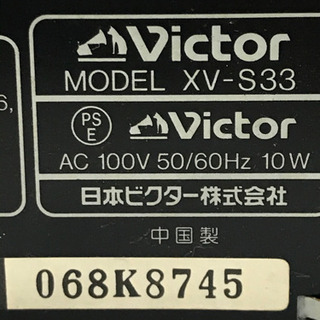 Victor
MODEL XV-S33
6,
PS
E
Victor
AC 100V 50/60Hz 10W
日本ビクター株式会社
中国製
068K8745